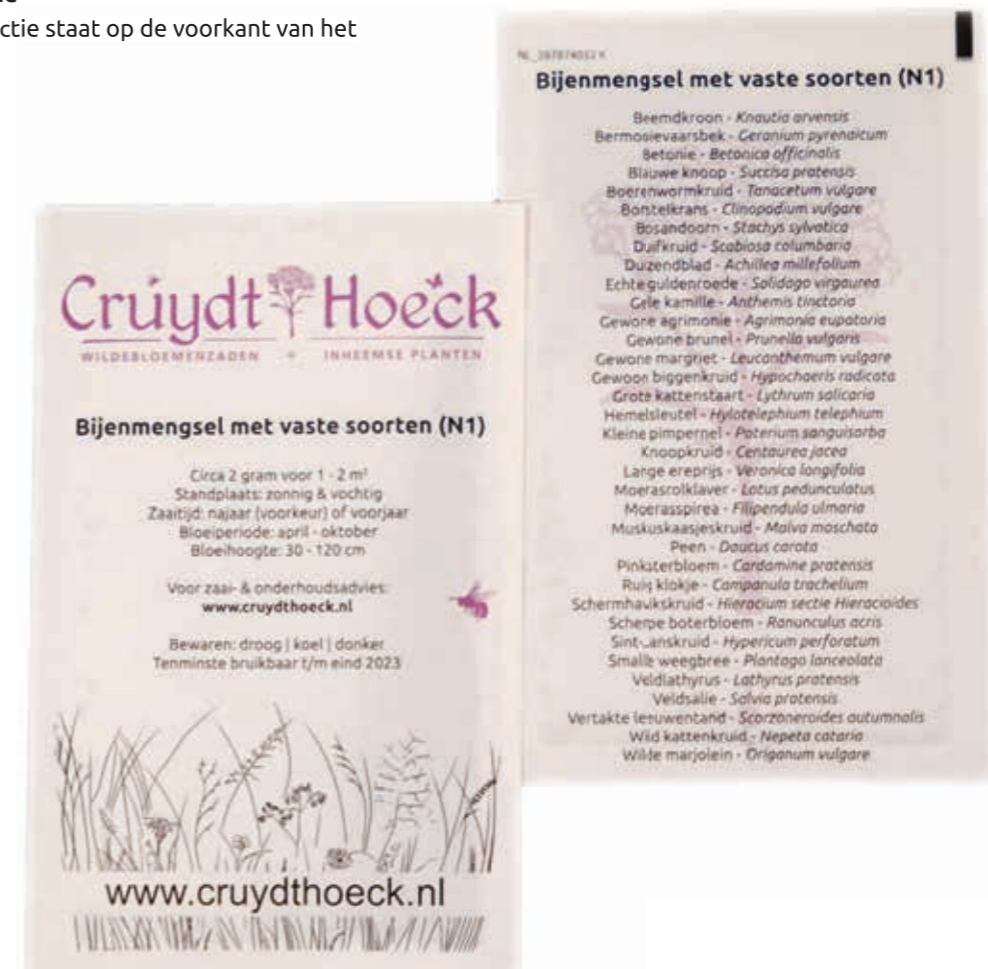 ctie staat op de voorkant van het
Cruydt Hoeck
WILDEBLOEMENZADEN + INHEEMSE PLANTEN
Bijenmengsel met vaste soorten (N1)
Circa 2 gram voor 1 - 2 m²
Standplaats: zonnig & vochtig
Zaaitijd: najaar (voorkeur) of voorjaar
Bloeiperiode: april - oktober
Bloeihoogte: 30 - 120 cm
Voor zaai- & onderhoudsadvies:
www.cruydthoeck.nl
Bewaren: droog | koel | donker
Tenminste bruikbaar t/m eind 2023
www.cruydthoeck.nl
Bijenmengsel met vaste soorten (N1)
Beemdkroon - Knautia arvensis
Bermooievaarsbek - Geranium pyrenaicum
Betonie - Betonica officinalis
Blauwe knoop - Succisa pratensis
Boerenwormkruid - Tanacetum vulgare
Borstelkrans - Clinopodium vulgare
Bosandoorn - Stachys sylvatica
Duifkruid - Scabiosa columbaria
Duizendblad - Achillea millefolium
Echte guldenroede - Solidago virgaurea
Gele kamille - Anthemis tinctoria
Gewone agrimonie - Agrimonia eupatoria
Gewone brunel - Prunella vulgaris
Gewone margriet - Leucanthemum vulgare
Gewoon biggenkruid - Hypochaeris radicata
Grote kattenstaart - Lythrum salicaria
Hemelsleutel - Hylotelephium telephium
Kleine pimpernel - Poterium sanguisorba
Knoopkruid - Centaurea jacea
Lange ereprijs - Veronica longifolia
Moerasrolklaver - Lotus pedunculatus
Moerasspirea - Filipendula ulmaria
Muskuskaasjeskruid - Malva moschata
Peen - Daucus carota
Pinksterbloem - Cardamine pratensis
Ruig klokje - Campanula trachelium
Schermhavikskruid - Hieracium sectie Hieracioides
Scherpe boterbloem - Ranunculus acris
Sint-Janskruid - Hypericum perforatum
Smalle weegbree - Plantago lanceolata
Veldlathyrus - Lathyrus pratensis
Veldsalie - Salvia pratensis
Vertakte leeuwentand - Scorzoneroides autumnalis
Wild kattenkruid - Nepeta cataria
Wilde marjolein - Origanum vulgare